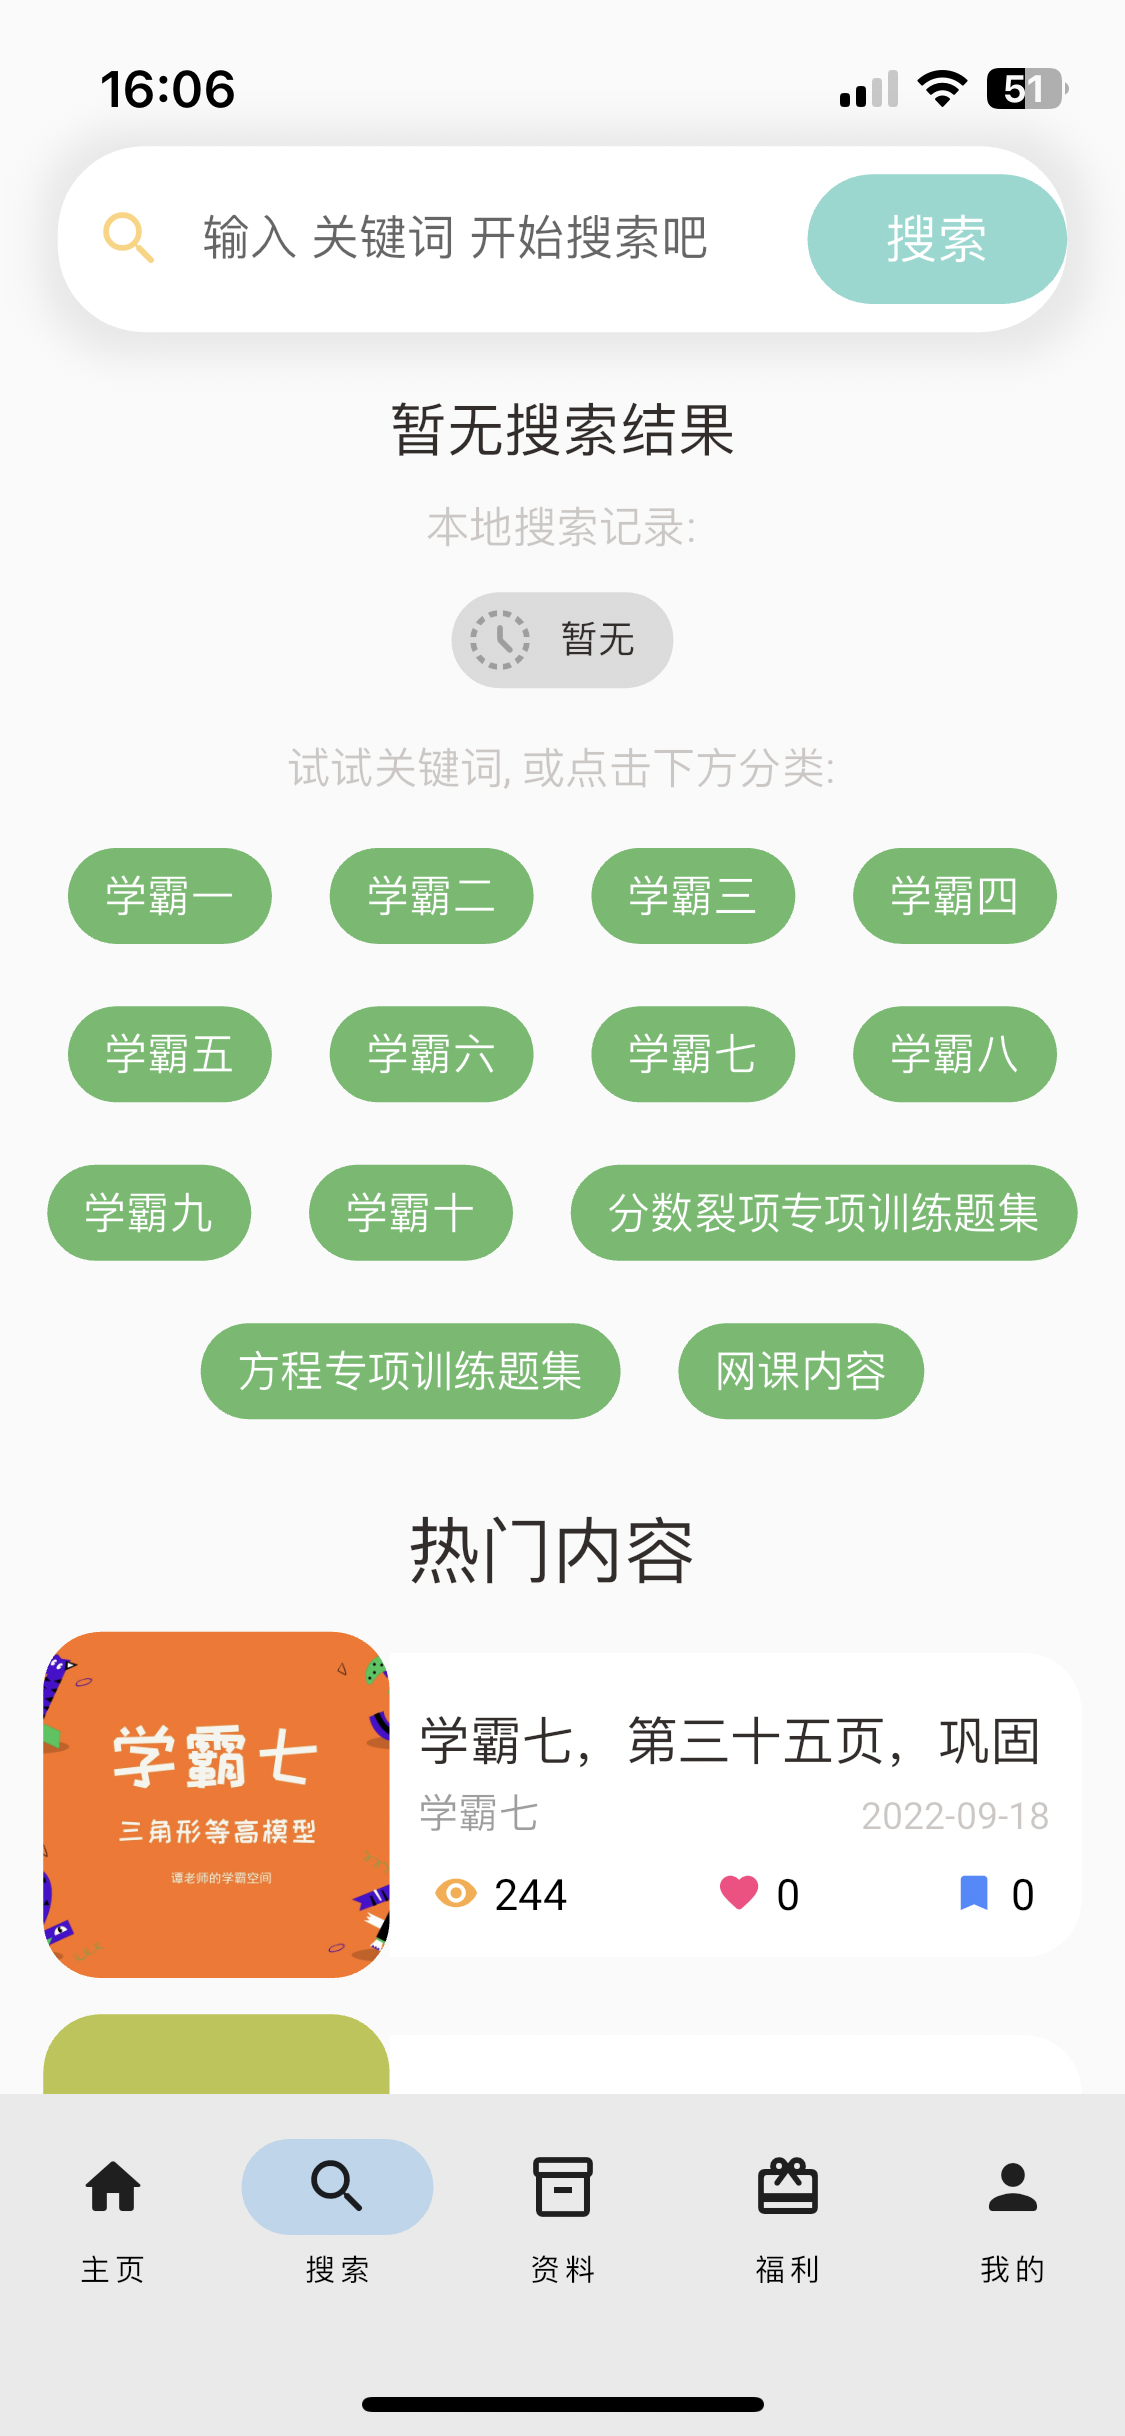 16:06
51
输入 关键词 开始搜索吧
搜索
暂无搜索结果
本地搜索记录:
暂无
试试关键词, 或点击下方分类:
学霸一
学霸二
学霸三
学霸四
学霸五
学霸六
学霸七
学霸八
学霸九
学霸十
分数裂项专项训练题集
方程专项训练题集
网课内容
热门内容
学霸七
三角形等高模型
谭老师的学霸空间
学霸七，第三十五页，巩固
学霸七
2022-09-18
244
0
0
主页
搜索
资料
福利
我的